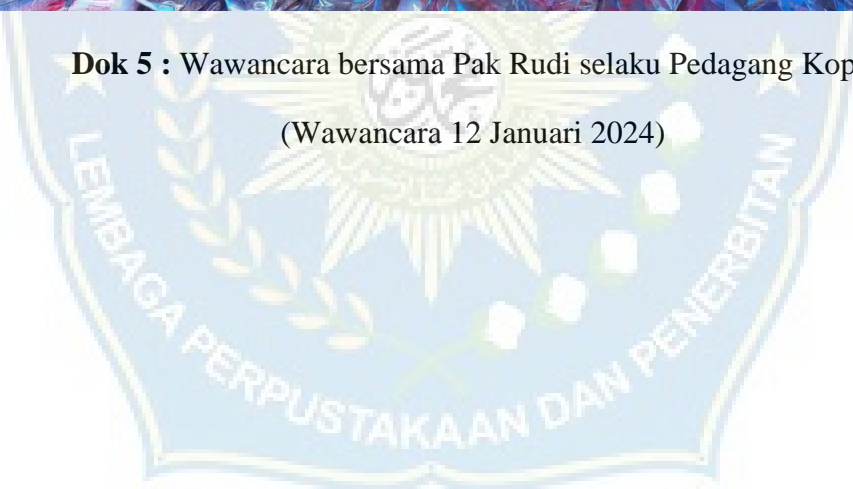 Dok 5 : Wawancara bersama Pak Rudi selaku Pedagang Kop
(Wawancara 12 Januari 2024)
LEMBAGA PERPUSTAKAAN DAN PENERBITAN